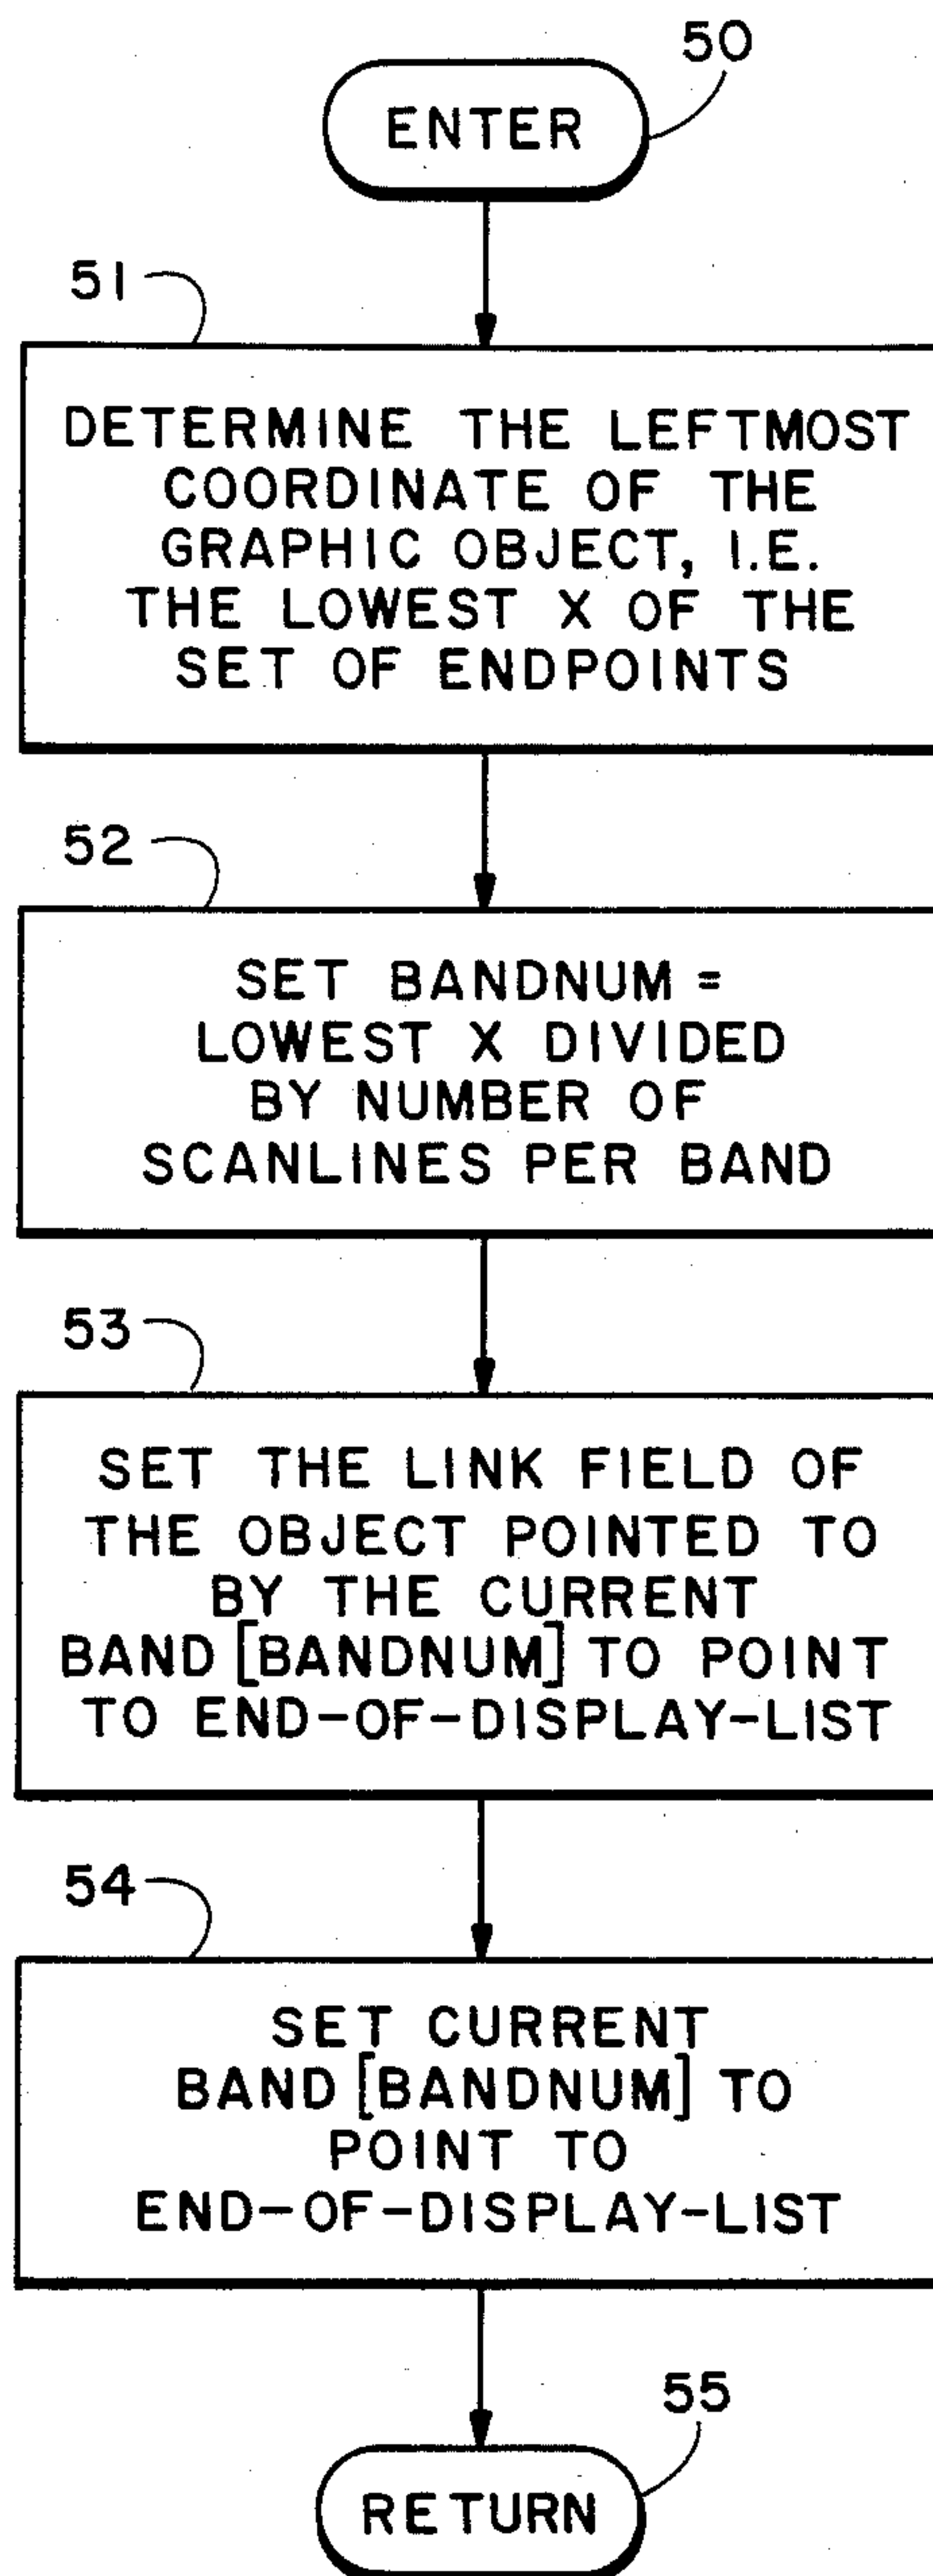 50
ENTER
51
DETERMINE THE LEFTMOST
COORDINATE OF THE
GRAPHIC OBJECT, I.E.
THE LOWEST X OF THE
SET OF ENDPOINTS
52
SET BANDNUM =
LOWEST X DIVIDED
BY NUMBER OF
SCANLINES PER BAND
53
SET THE LINK FIELD OF
THE OBJECT POINTED TO
BY THE CURRENT
BAND [BANDNUM] TO POINT
TO END-OF-DISPLAY-LIST
54
SET CURRENT
BAND [BANDNUM] TO
POINT TO
END-OF-DISPLAY-LIST
55
RETURN